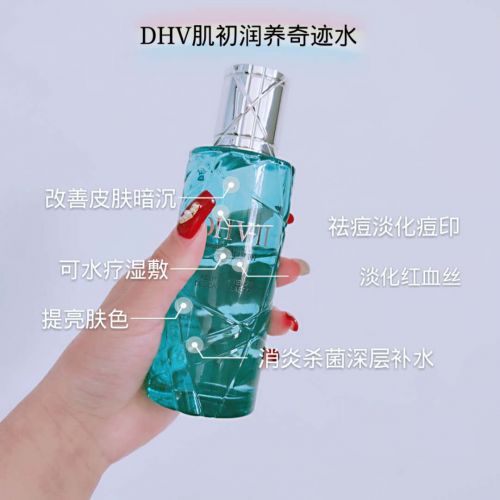 DHV肌初润养奇迹水
改善皮肤暗沉
祛痘淡化痘印
可水疗湿敷
淡化红血丝
提亮肤色
消炎杀菌深层补水